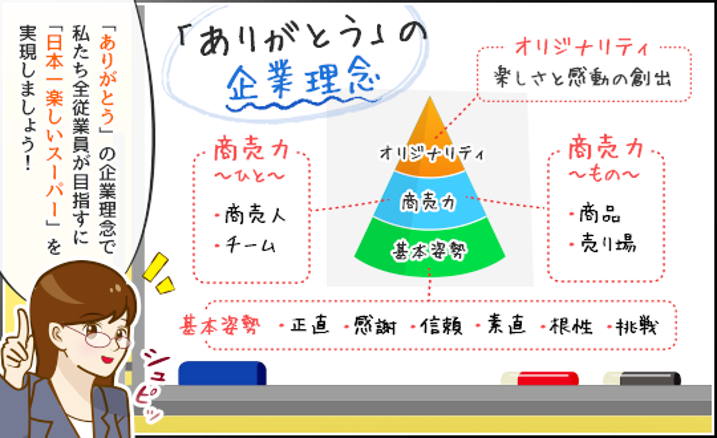 「ありがとう」の企業理念で
私たち全従業員が目指すに
「日本一楽しいスーパー」を
実現しましょう！
「ありがとう」の
企業理念
オリジナリティ
楽しさと感動の創出
オリジナリティ
商売力
基本姿勢
商売力
～ひと～
・商売人
・チーム
商売力
～もの～
・商品
・売り場
基本姿勢 ・正直 ・感謝 ・信頼 ・素直 ・根性 ・挑戦
シュピッ